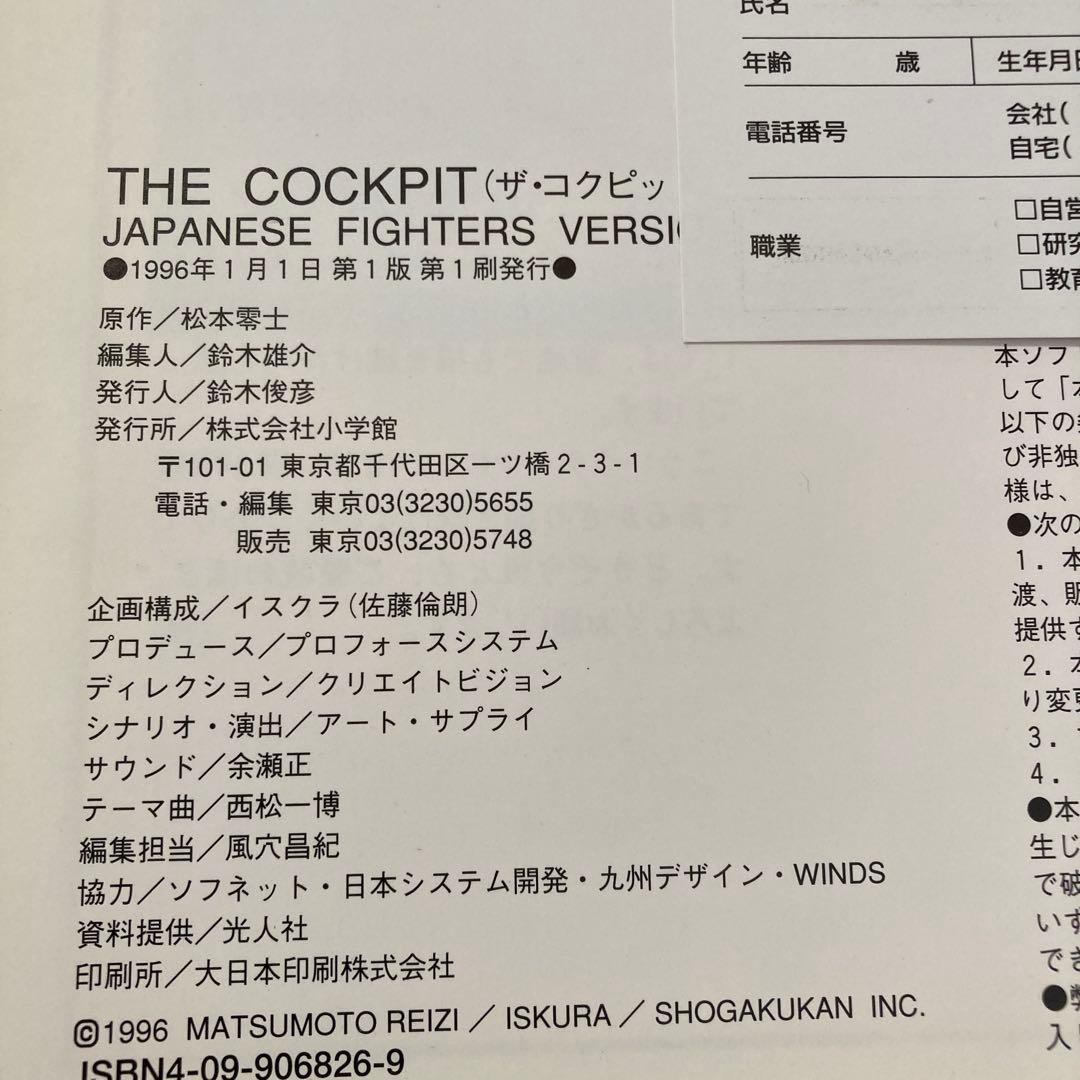 THE COCKPIT(ザ・コクピッ
JAPANESE FIGHTERS VERSI
●1996年1月1日 第1版 第1刷発行●
原作／松本零士
編集人／鈴木雄介
発行人／鈴木俊彦
発行所／株式会社小学館
〒101-01 東京都千代田区一ツ橋2-3-1
電話・編集 東京03(3230)5655
販売 東京03(3230)5748
企画構成／イスクラ(佐藤倫朗)
プロデュース／プロフォースシステム
ディレクション／クリエイトビジョン
シナリオ・演出／アート・サプライ
サウンド／余瀬正
テーマ曲／西松一博
編集担当／風穴昌紀
協力／ソフネット・日本システム開発・九州デザイン・WINDS
資料提供／光人社
印刷所／大日本印刷株式会社
©1996 MATSUMOTO REIZI／ISKURA／SHOGAKUKAN INC.
ISBN4-09-906826-9
氏名
年齢 歳 生年月日
電話番号
会社(
自宅(
職業
□自営
□研究
□教育
本ソフ
して「本
以下の
び非独
様は、
●次の
1. 本
渡、販
提供す
2. 本
り変更
3.
4.
●本
生じ
で破
いず
でき
●弊
入